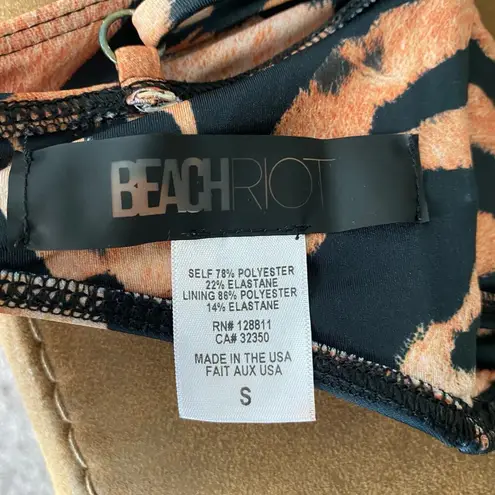 BEACHRIOT
SELF 78% POLYESTER
22% ELASTANE
LINING 86% POLYESTER
14% ELASTANE
RN# 128811
CA# 32350
MADE IN THE USA
FAIT AUX USA
S